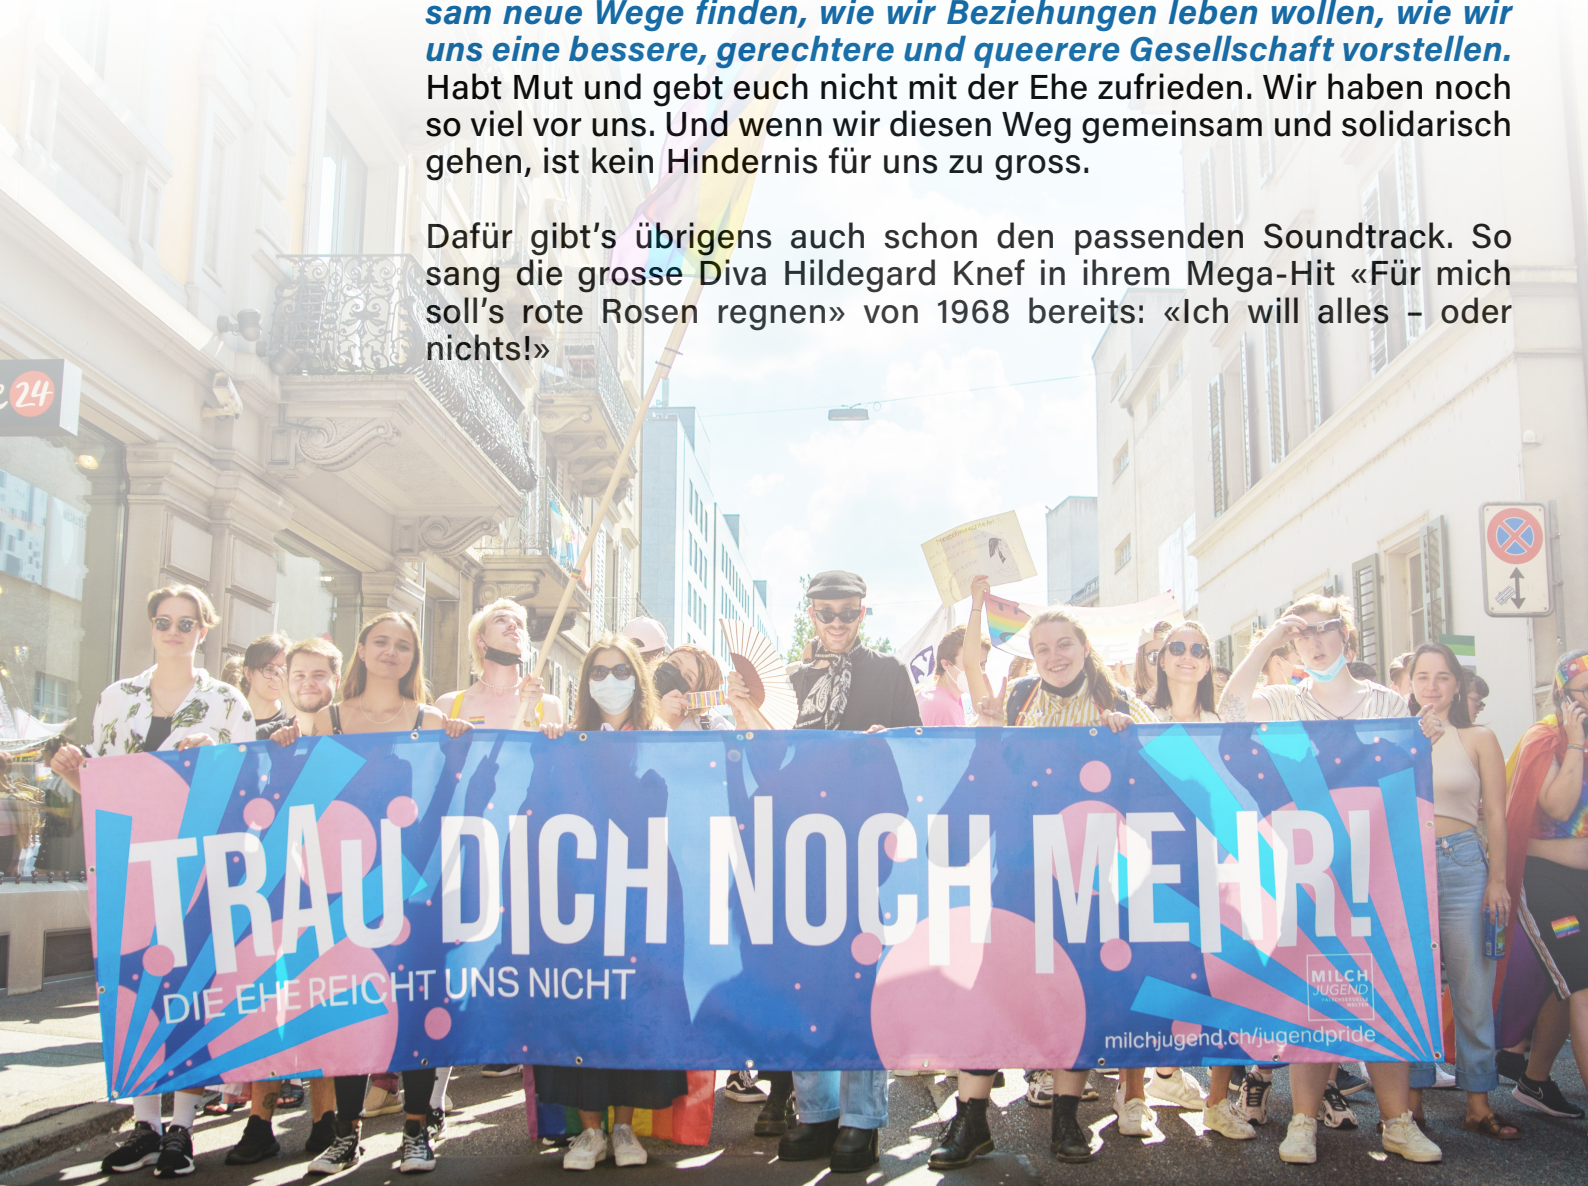 sam neue Wege finden, wie wir Beziehungen leben wollen, wie wir
uns eine bessere, gerechtere und queerere Gesellschaft vorstellen.
Habt Mut und gebt euch nicht mit der Ehe zufrieden. Wir haben noch
so viel vor uns. Und wenn wir diesen Weg gemeinsam und solidarisch
gehen, ist kein Hindernis für uns zu gross.
Dafür gibt’s übrigens auch schon den passenden Soundtrack. So
sang die grosse Diva Hildegard Knef in ihrem Mega-Hit «Für mich
soll’s rote Rosen regnen» von 1968 bereits: «Ich will alles – oder
nichts!»
e24
TRAU DICH NOCH MEHR!
DIE EHE REICHT UNS NICHT
MILCH
JUGEND
FALSCHSEXUELLE
WELTEN
milchjugend.ch/jugendpride